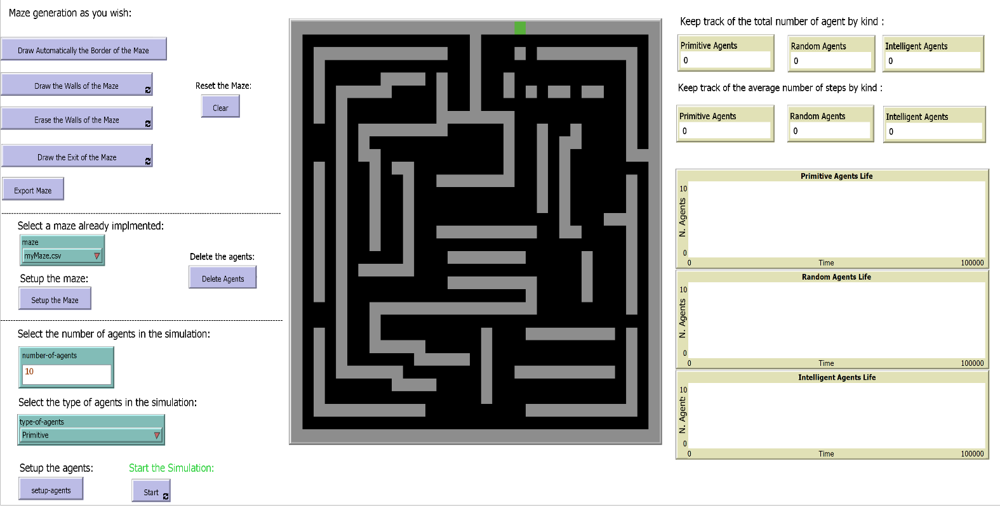 Maze generation as you wish:
Draw Automatically the Border of the Maze
Draw the Walls of the Maze
Reset the Maze:
Clear
Erase the Walls of the Maze
Draw the Exit of the Maze
Export Maze
Select a maze already implmented:
maze
myMaze.csv
Delete the agents:
Delete Agents
Setup the maze:
Setup the Maze
Select the number of agents in the simulation:
number-of-agents
10
Select the type of agents in the simulation:
type-of-agents
Primitive
Setup the agents:
setup-agents
Start the Simulation:
Start
Keep track of the total number of agent by kind :
Primitive Agents
0
Random Agents
0
Intelligent Agents
0
Keep track of the average number of steps by kind :
Primitive Agents
0
Random Agents
0
Intelligent Agents
0
Primitive Agents Life
10
N. Agents
0
0
Time
100000
Random Agents Life
10
N. Agents
0
0
Time
100000
Intelligent Agents Life
10
N. Agents
0
0
Time
100000